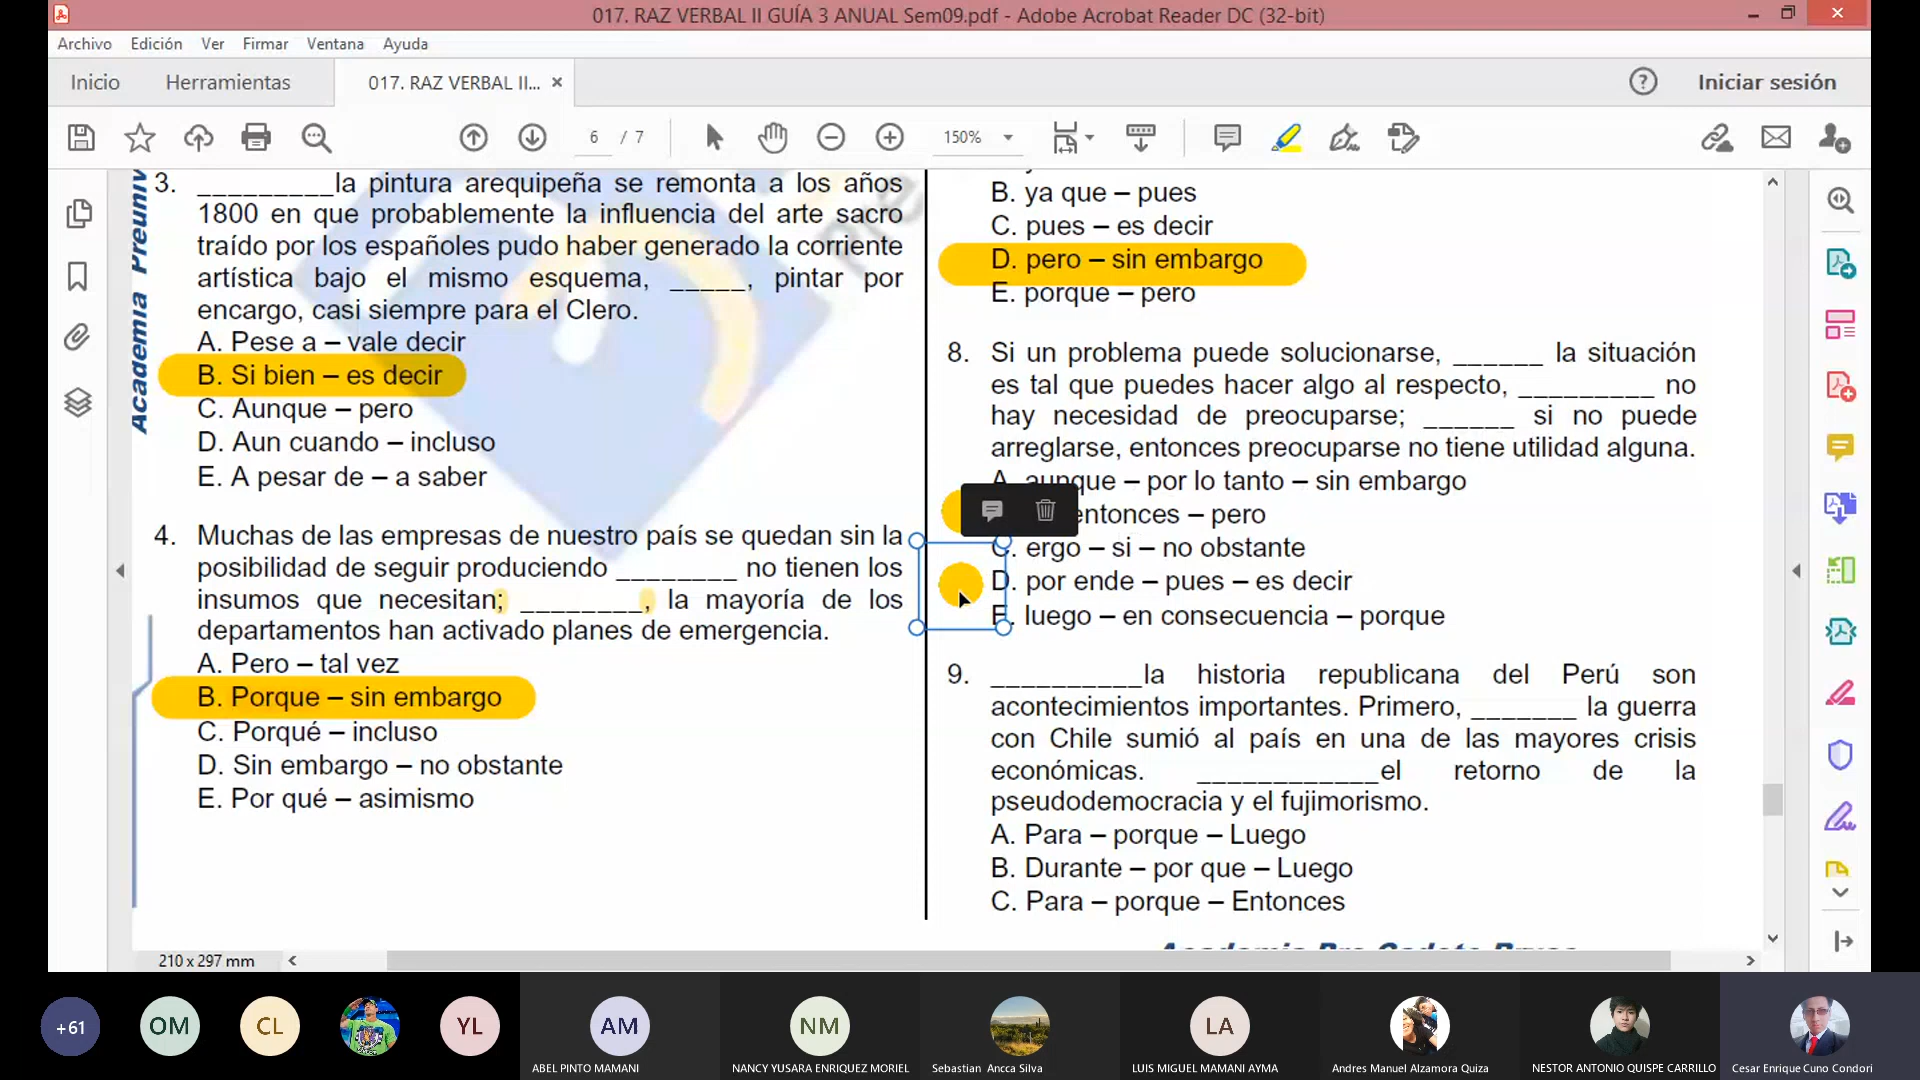 017. RAZ VERBAL II GUÍA 3 ANUAL Sem09.pdf - Adobe Acrobat Reader DC (32-bit)
Archivo Edición Ver Firmar Ventana Ayuda
Inicio Herramientas 017. RAZ VERBAL II... × Iniciar sesión
6 / 7 150%
Academia Preuniv
3. _________la pintura arequipeña se remonta a los años
1800 en que probablemente la influencia del arte sacro
traído por los españoles pudo haber generado la corriente
artística bajo el mismo esquema, _____, pintar por
encargo, casi siempre para el Clero.
A. Pese a – vale decir
B. Si bien – es decir
C. Aunque – pero
D. Aun cuando – incluso
E. A pesar de – a saber
4. Muchas de las empresas de nuestro país se quedan sin la
posibilidad de seguir produciendo ________ no tienen los
insumos que necesitan; ________, la mayoría de los
departamentos han activado planes de emergencia.
A. Pero – tal vez
B. Porque – sin embargo
C. Porqué – incluso
D. Sin embargo – no obstante
E. Por qué – asimismo
B. ya que – pues
C. pues – es decir
D. pero – sin embargo
E. porque – pero
8. Si un problema puede solucionarse, ______ la situación
es tal que puedes hacer algo al respecto, _________ no
hay necesidad de preocuparse; ______ si no puede
arreglarse, entonces preocuparse no tiene utilidad alguna.
A. aunque – por lo tanto – sin embargo
entonces – pero
C. ergo – si – no obstante
D. por ende – pues – es decir
E. luego – en consecuencia – porque
9. __________la historia republicana del Perú son
acontecimientos importantes. Primero, _______ la guerra
con Chile sumió al país en una de las mayores crisis
económicas. ____________el retorno de la
pseudodemocracia y el fujimorismo.
A. Para – porque – Luego
B. Durante – por que – Luego
C. Para – porque – Entonces
210 x 297 mm
+61 OM CL YL AM NM LA
ABEL PINTO MAMANI NANCY YUSARA ENRIQUEZ MORIEL Sebastian Ancca Silva LUIS MIGUEL MAMANI AYMA Andres Manuel Alzamora Quiza NESTOR ANTONIO QUISPE CARRILLO Cesar Enrique Cuno Condori